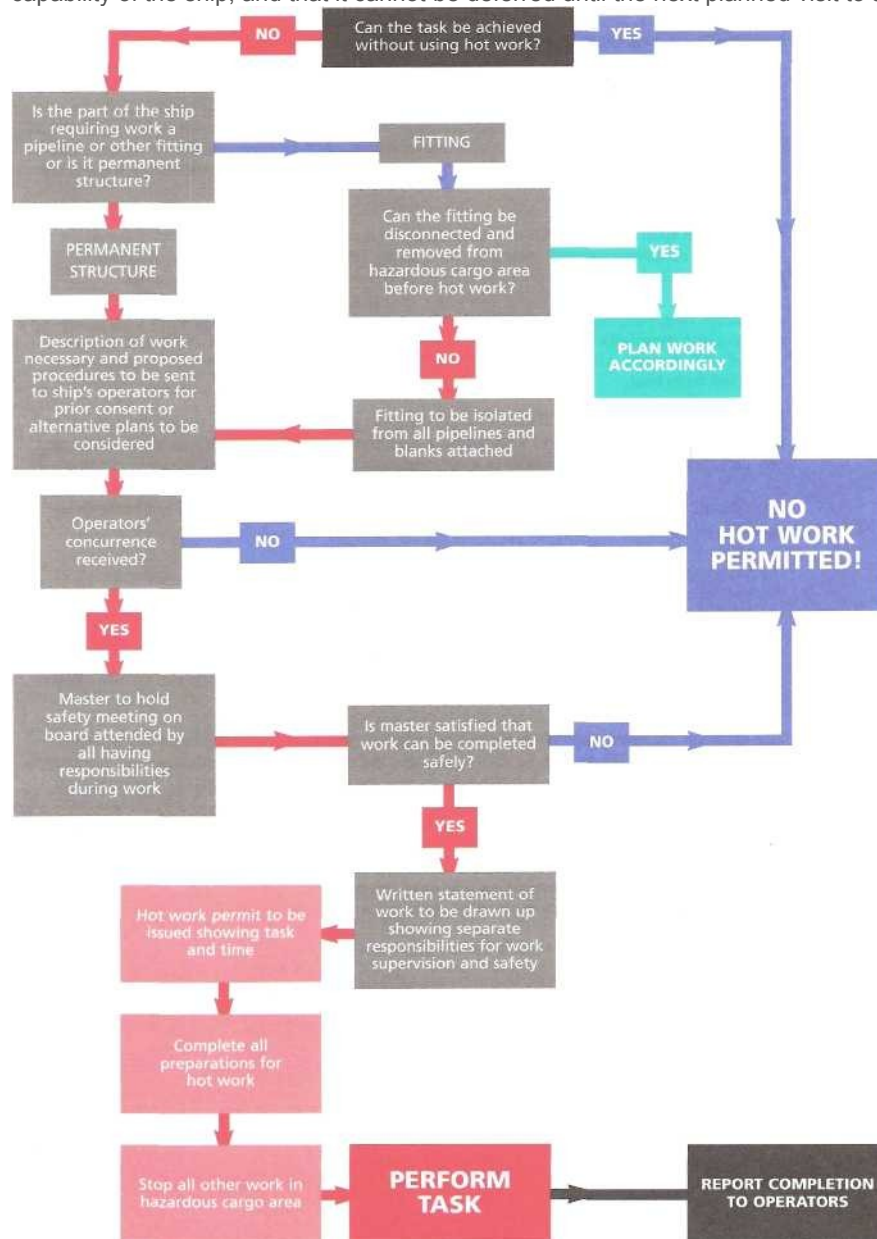 capability of the ship, and that it cannot be deferred until the next planned visit to
Can the task be achieved
without using hot work?
NO
YES
Is the part of the ship
requiring work a
pipeline or other fitting
or is it permanent
structure?
FITTING
PERMANENT
STRUCTURE
Can the fitting be
disconnected and
removed from
hazardous cargo area
before hot work?
YES
PLAN WORK
ACCORDINGLY
NO
Description of work
necessary and proposed
procedures to be sent
to ship's operators for
prior consent or
alternative plans to be
considered
Fitting to be isolated
from all pipelines and
blanks attached
Operators'
concurrence
received?
NO
NO
HOT WORK
PERMITTED!
YES
Master to hold
safety meeting on
board attended by
all having
responsibilities
during work
Is master satisfied that
work can be completed
safely?
NO
YES
Written statement of
work to be drawn up
showing separate
responsibilities for work
supervision and safety
Hot work permit to be
issued showing task
and time
Complete all
preparations for
hot work
Stop all other work in
hazardous cargo area
PERFORM
TASK
REPORT COMPLETION
TO OPERATORS